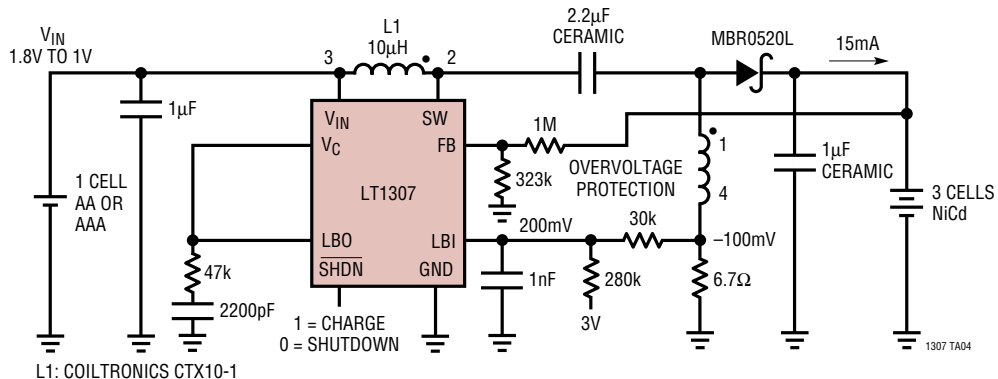 VIN
1.8V TO 1V
L1
10µH
3
2
2.2µF
CERAMIC
MBR0520L
15mA
1µF
VIN
SW
VC
FB
1M
323k
OVERVOLTAGE
PROTECTION
1
4
1µF
CERAMIC
LT1307
1 CELL
AA OR
AAA
3 CELLS
NiCd
LBO
LBI
200mV
30k
–100mV
SHDN
GND
47k
2200pF
1nF
280k
3V
6.7Ω
1 = CHARGE
0 = SHUTDOWN
1307 TA04
L1: COILTRONICS CTX10-1